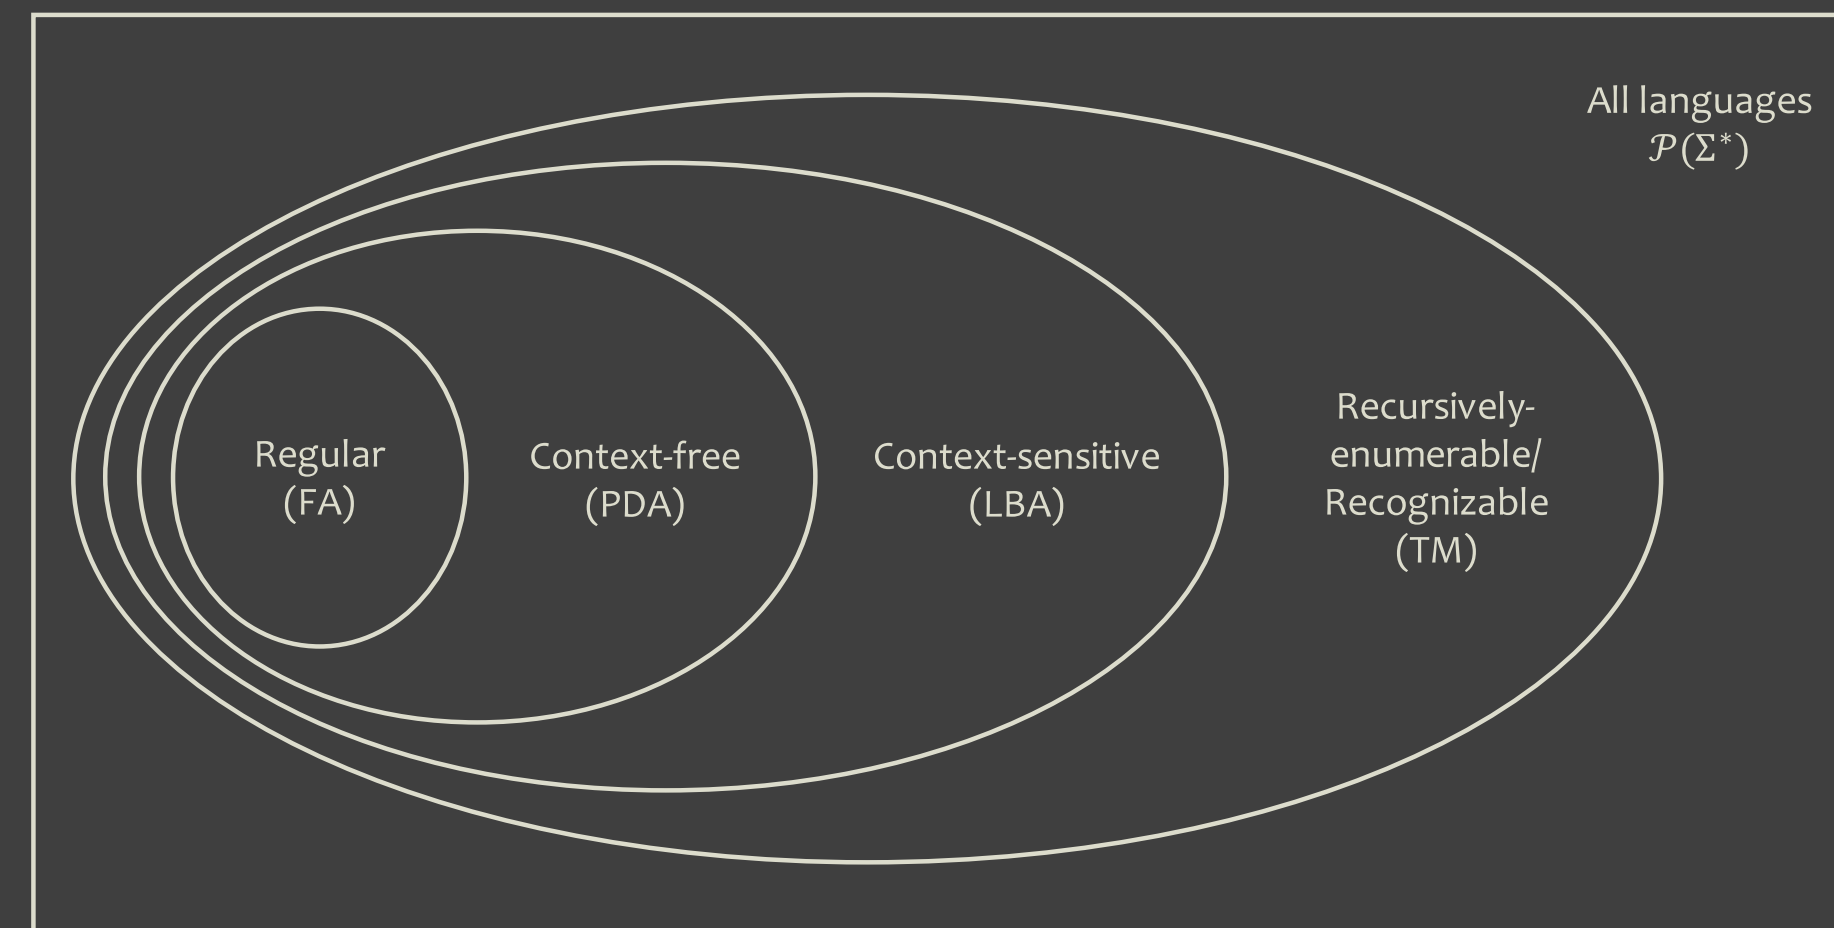 All languages
𝒫(Σ*)
Regular
(FA)
Context-free
(PDA)
Context-sensitive
(LBA)
Recursively-
enumerable/
Recognizable
(TM)